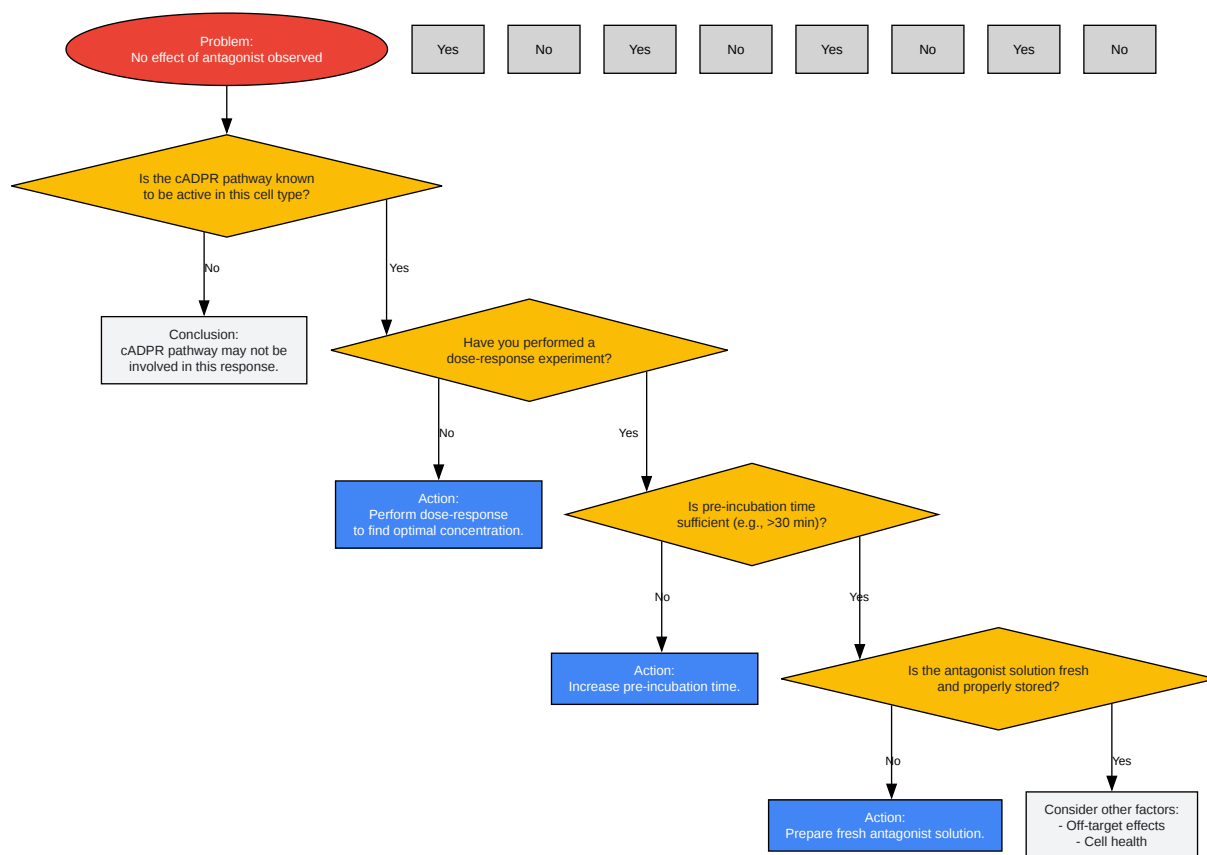 Problem:
No effect of antagonist observed
Yes
No
Yes
No
Yes
No
Yes
No
Is the cADPR pathway known
to be active in this cell type?
No
Yes
Conclusion:
cADPR pathway may not be
involved in this response.
Have you performed a
dose-response experiment?
No
Yes
Action:
Perform dose-response
to find optimal concentration.
Is pre-incubation time
sufficient (e.g., >30 min)?
No
Yes
Action:
Increase pre-incubation time.
Is the antagonist solution fresh
and properly stored?
No
Yes
Action:
Prepare fresh antagonist solution.
Consider other factors:
- Off-target effects
- Cell health